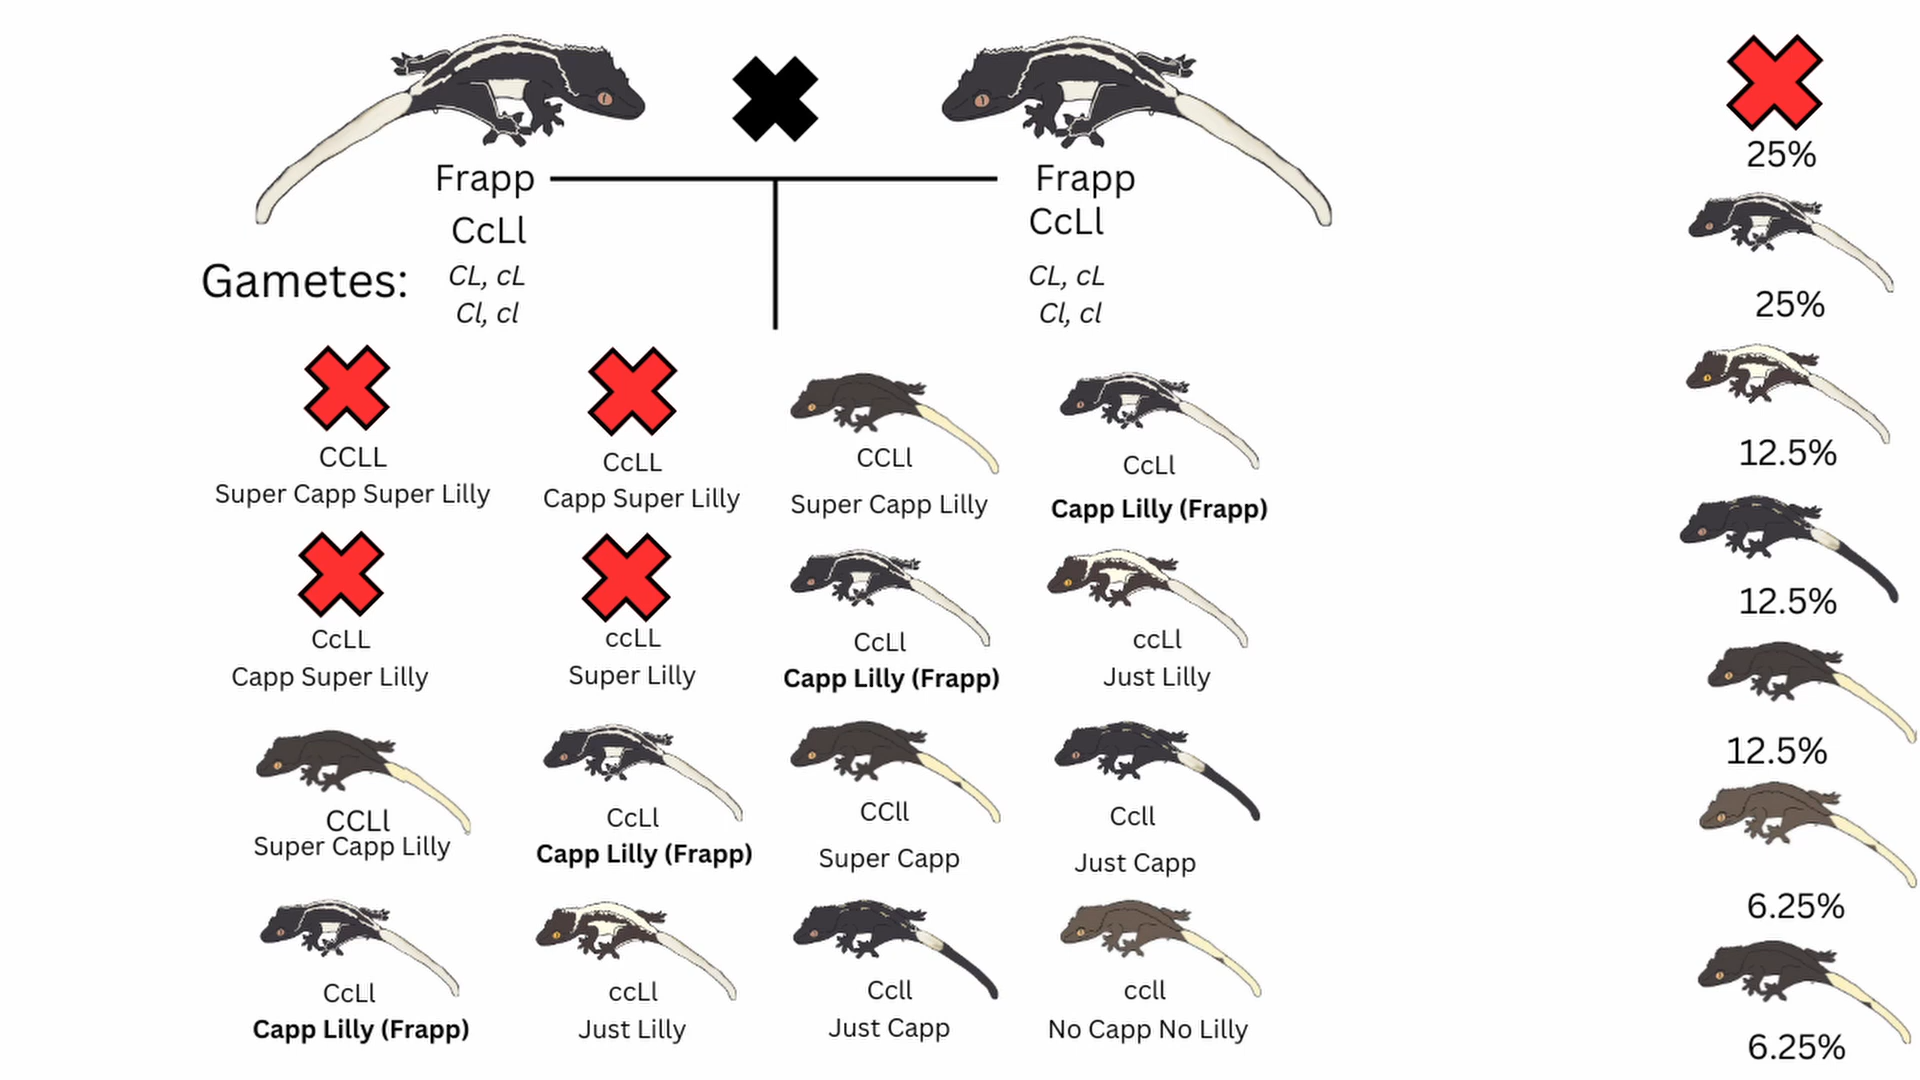 Frapp
Frapp
CcLl
CcLl
Gametes:
CL, cL
Cl, cl
CL, cL
Cl, cl
CCLL
Super Capp Super Lilly
CcLL
Capp Super Lilly
CCLl
Super Capp Lilly
CcLl
Capp Lilly (Frapp)
CcLL
Capp Super Lilly
ccLL
Super Lilly
CcLl
Capp Lilly (Frapp)
ccLl
Just Lilly
CCLl
Super Capp Lilly
CcLl
Capp Lilly (Frapp)
CCll
Super Capp
Ccll
Just Capp
CcLl
Capp Lilly (Frapp)
ccLl
Just Lilly
Ccll
Just Capp
ccll
No Capp No Lilly
25%
25%
12.5%
12.5%
12.5%
6.25%
6.25%